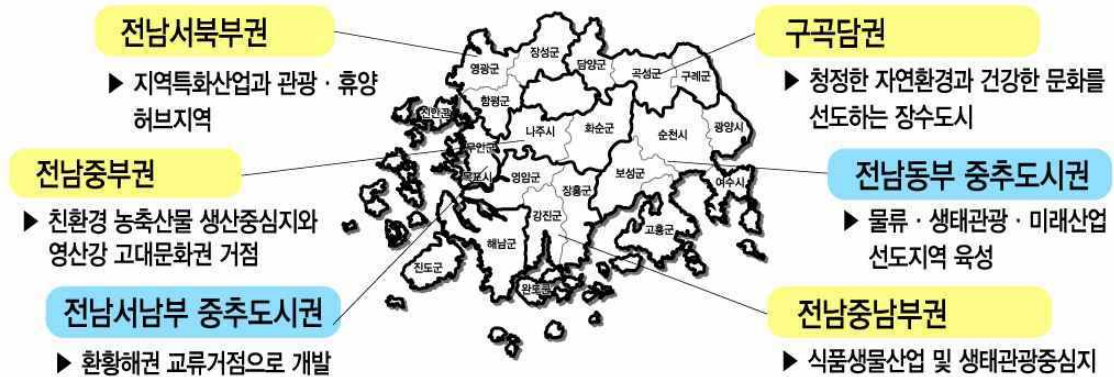 전남서북부권
▶ 지역특화산업과 관광 · 휴양
허브지역
구곡담권
▶ 청정한 자연환경과 건강한 문화를
선도하는 장수도시
전남중부권
▶ 친환경 농축산물 생산중심지와
영산강 고대문화권 거점
전남동부 중추도시권
▶ 물류 · 생태관광 · 미래산업
선도지역 육성
전남서남부 중추도시권
▶ 환황해권 교류거점으로 개발
전남중남부권
▶ 식품생물산업 및 생태관광중심지
장성군
영광군
담양군
곡성군
구례군
함평군
신안군
나주시
화순군
순천시
광양시
무안군
목포시
영암군
장흥군
보성군
여수시
강진군
고흥군
해남군
진도군
완도군